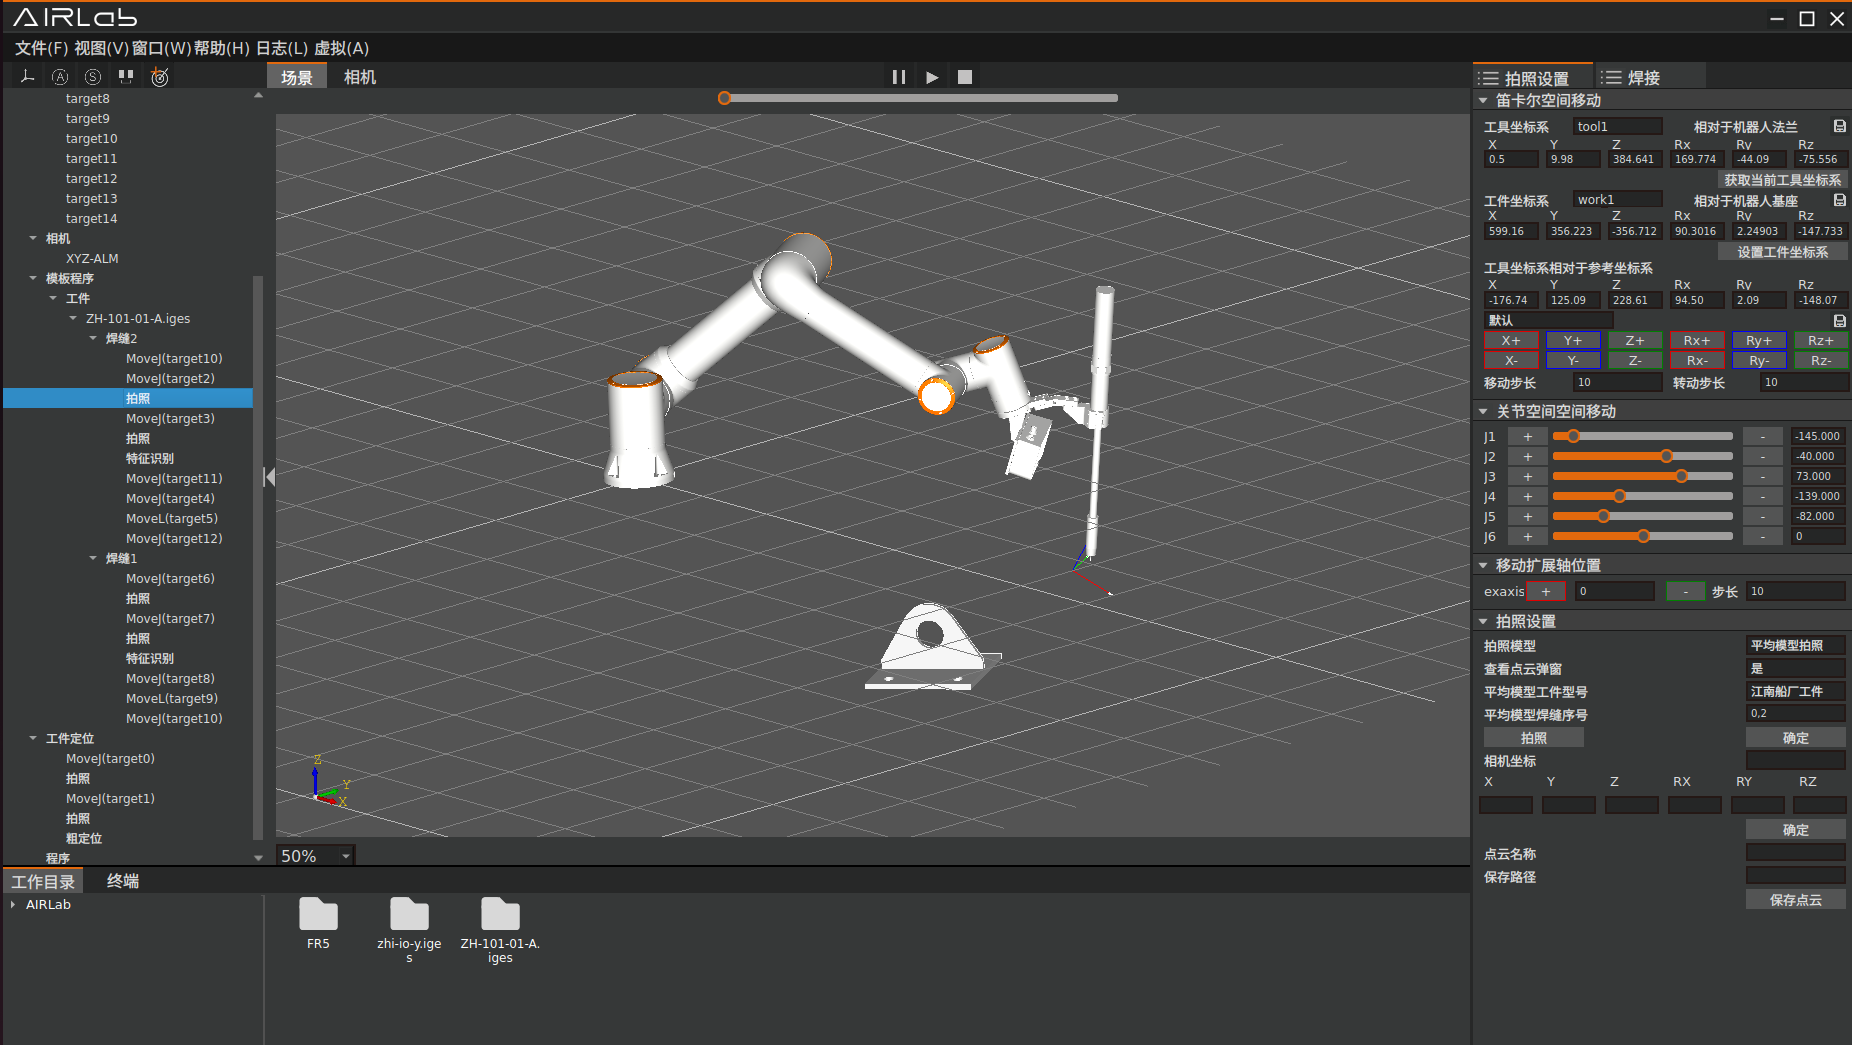 AIRLab
文件(F) 视图(V) 窗口(W) 帮助(H) 日志(L) 虚拟(A)
A S
target8
target9
target10
target11
target12
target13
target14
相机
XYZ-ALM
模板程序
工件
ZH-101-01-A.iges
焊缝2
MoveJ(target10)
MoveJ(target2)
拍照
MoveJ(target3)
拍照
特征识别
MoveJ(target11)
MoveJ(target4)
MoveL(target5)
MoveJ(target12)
焊缝1
MoveJ(target6)
拍照
MoveJ(target7)
拍照
特征识别
MoveJ(target8)
MoveL(target9)
MoveJ(target10)
工件定位
MoveJ(target0)
拍照
MoveJ(target1)
拍照
粗定位
程序
场景 相机
Z
Y
X
50%
拍照设置 焊接
笛卡尔空间移动
工具坐标系 tool1 相对于机器人法兰
X Y Z Rx Ry Rz
0.5 9.98 384.641 169.774 -44.09 -75.556
获取当前工具坐标系
工件坐标系 work1 相对于机器人基座
X Y Z Rx Ry Rz
599.16 356.223 -356.712 90.3016 2.24903 -147.733
设置工件坐标系
工具坐标系相对于参考坐标系
X Y Z Rx Ry Rz
-176.74 125.09 228.61 94.50 2.09 -148.07
默认
X+ Y+ Z+ Rx+ Ry+ Rz+
X- Y- Z- Rx- Ry- Rz-
移动步长 10 转动步长 10
关节空间空间移动
J1 + - -145.000
J2 + - -40.000
J3 + - 73.000
J4 + - -139.000
J5 + - -82.000
J6 + - 0
移动扩展轴位置
exaxis + 0 - 步长 10
拍照设置
拍照模型 平均模型拍照
查看点云弹窗 是
平均模型工件型号 江南船厂工件
平均模型焊缝序号 0,2
拍照 确定
相机坐标
X Y Z RX RY RZ
确定
点云名称
保存路径
保存点云
工作目录 终端
AIRLab
FR5
zhi-io-y.ige
s
ZH-101-01-A.
iges